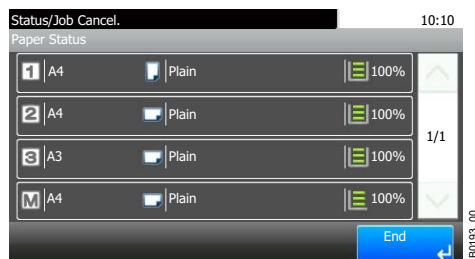 Status/Job Cancel. 10:10
Paper Status
1 A4 Plain 100%
2 A4 Plain 100%
3 A3 Plain 100%
M A4 Plain 100%
1/1
End
B0193_00